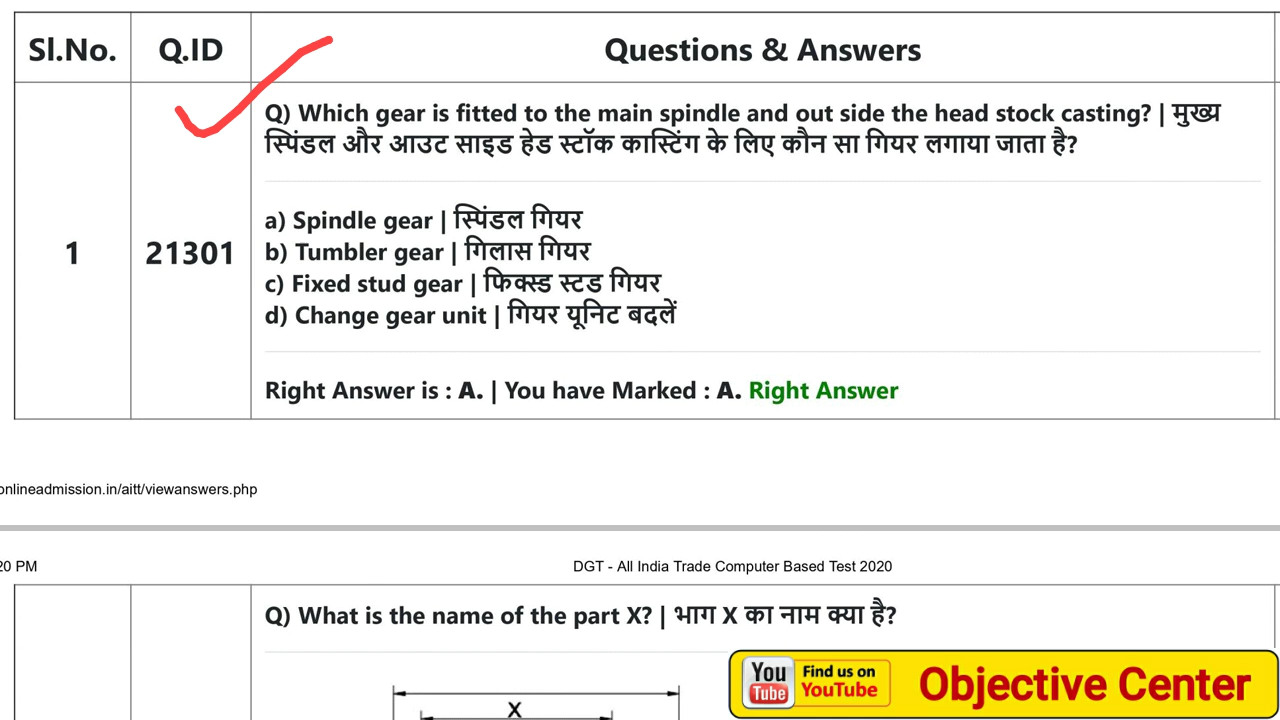 Sl.No. Q.ID Questions & Answers
Q) Which gear is fitted to the main spindle and out side the head stock casting? | मुख्य
स्पिंडल और आउट साइड हेड स्टॉक कास्टिंग के लिए कौन सा गियर लगाया जाता है?
a) Spindle gear | स्पिंडल गियर
b) Tumbler gear | गिलास गियर
1 21301
c) Fixed stud gear | फिक्स्ड स्टड गियर
d) Change gear unit | गियर यूनिट बदलें
Right Answer is : A. | You have Marked : A. Right Answer
onlineadmission.in/aitt/viewanswers.php
20 PM DGT - All India Trade Computer Based Test 2020
Q) What is the name of the part X? | भाग X का नाम क्या है?
X
You Tube Find us on YouTube Objective Center